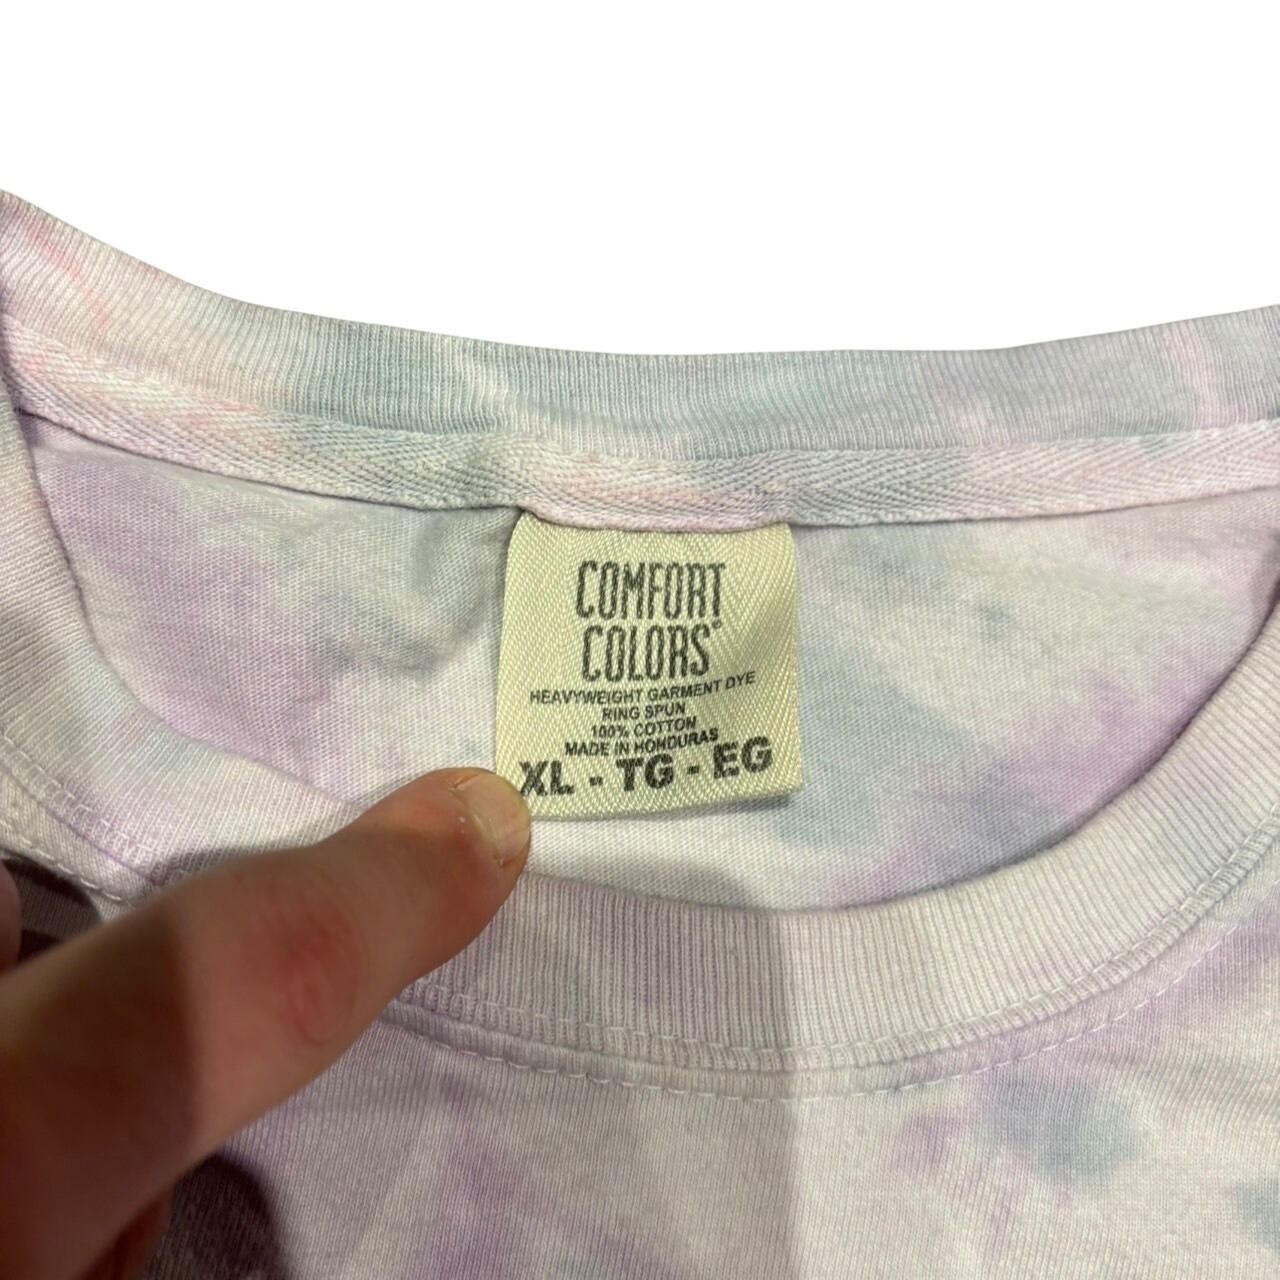 COMFORT
COLORS®
HEAVYWEIGHT GARMENT DYE
RING SPUN
100% COTTON
MADE IN HONDURAS
XL - TG - EG